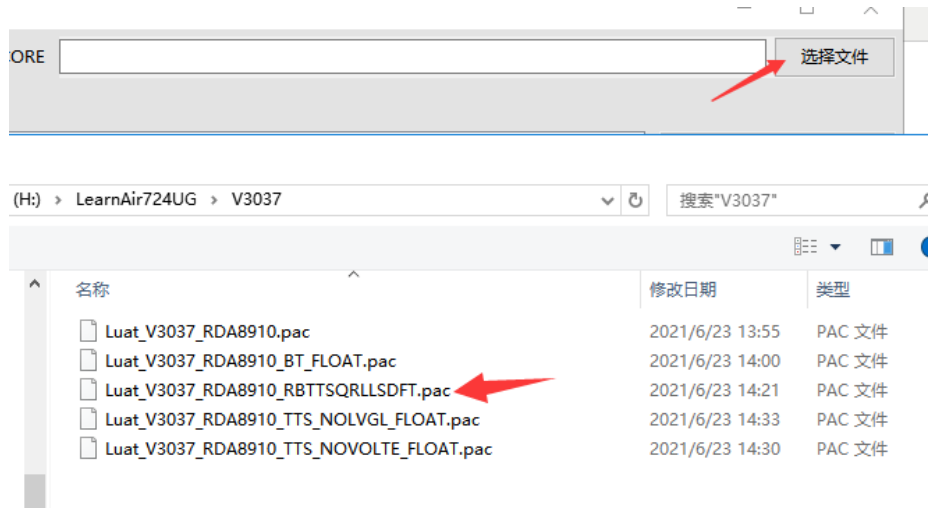 CORE
选择文件
(H:) > LearnAir724UG > V3037
搜索"V3037"
名称 修改日期 类型
Luat_V3037_RDA8910.pac 2021/6/23 13:55 PAC 文件
Luat_V3037_RDA8910_BT_FLOAT.pac 2021/6/23 14:00 PAC 文件
Luat_V3037_RDA8910_RBTTSQRLLSDFT.pac 2021/6/23 14:21 PAC 文件
Luat_V3037_RDA8910_TTS_NOLVGL_FLOAT.pac 2021/6/23 14:33 PAC 文件
Luat_V3037_RDA8910_TTS_NOVOLTE_FLOAT.pac 2021/6/23 14:30 PAC 文件